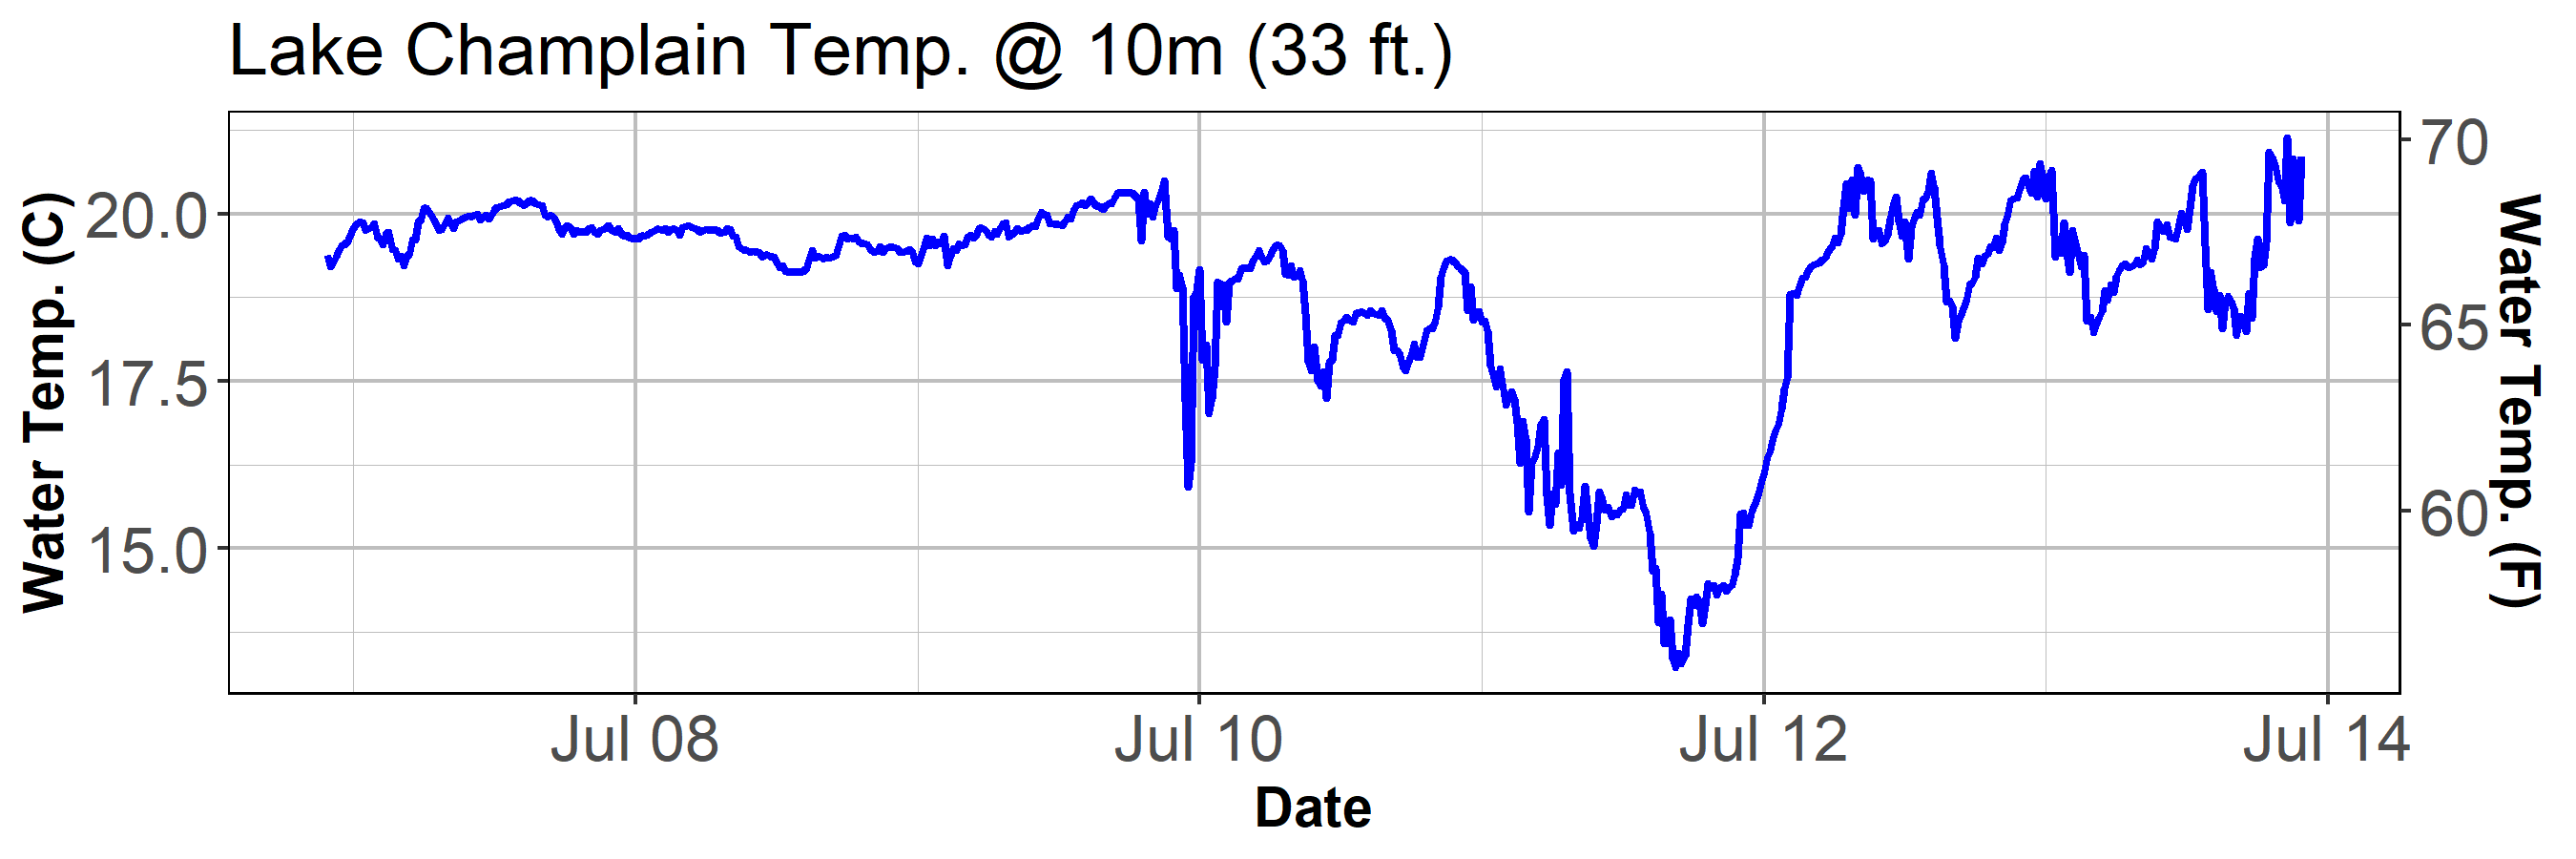 Lake Champlain Temp. @ 10m (33 ft.)
Water Temp. (C)
20.0
17.5
15.0
70
65
60
Water Temp. (F)
Jul 08
Jul 10
Jul 12
Jul 14
Date